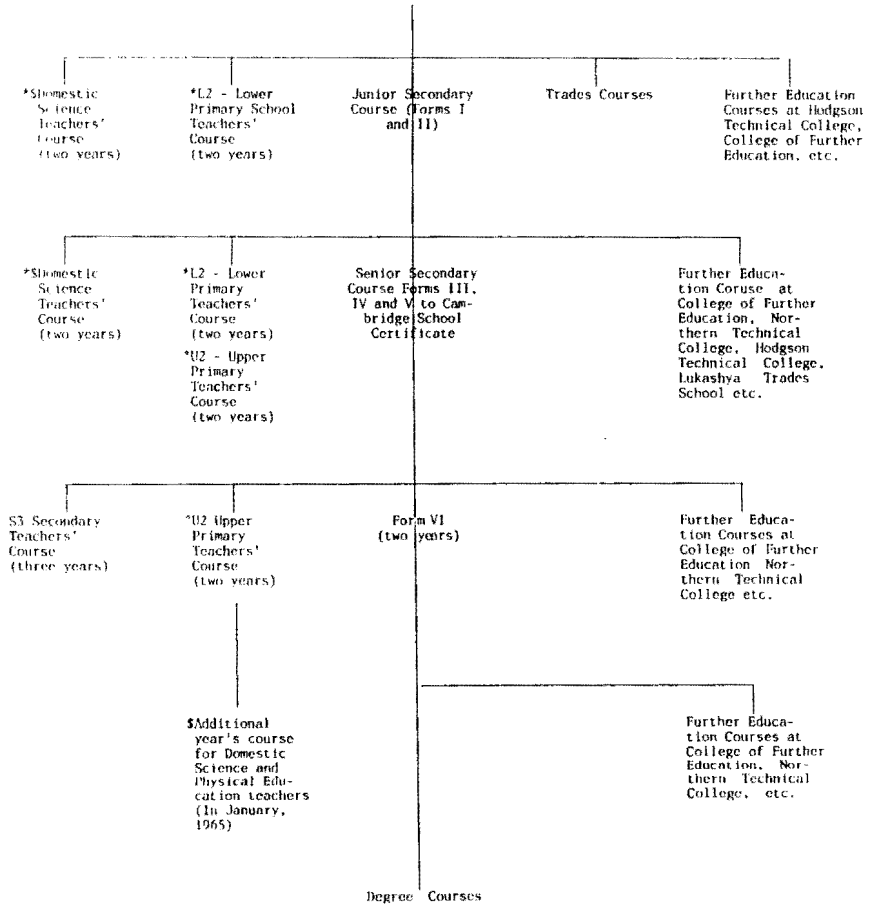 *$Domestic
Science
Teachers'
Course
(two years)
*L2 - Lower
Primary School
Teachers'
Course
(two years)
Junior Secondary
Course (Forms I
and II)
Trades Courses
Further Education
Courses at Hodgson
Technical College,
College of Further
Education, etc.
*$Domestic
Science
Teachers'
Course
(two years)
*L2 - Lower
Primary
Teachers'
Course
(two years)
*U2 - Upper
Primary
Teachers'
Course
(two years)
Senior Secondary
Course Forms III,
IV and V to Cam-
bridge School
Certificate
Further Educa-
tion Coruse at
College of Further
Education, Nor-
thern Technical
College, Hodgson
Technical College,
Lukashya Trades
School etc.
S3 Secondary
Teachers'
Course
(three years)
*U2 Upper
Primary
Teachers'
Course
(two years)
Form VI
(two years)
Further Educa-
tion Courses at
College of Further
Education Nor-
thern Technical
College etc.
$Additional
year's course
for Domestic
Science and
Physical Edu-
cation teachers
(In January,
1965)
Further Educa-
tion Courses at
College of Further
Education, Nor-
thern Technical
College, etc.
Degree Courses